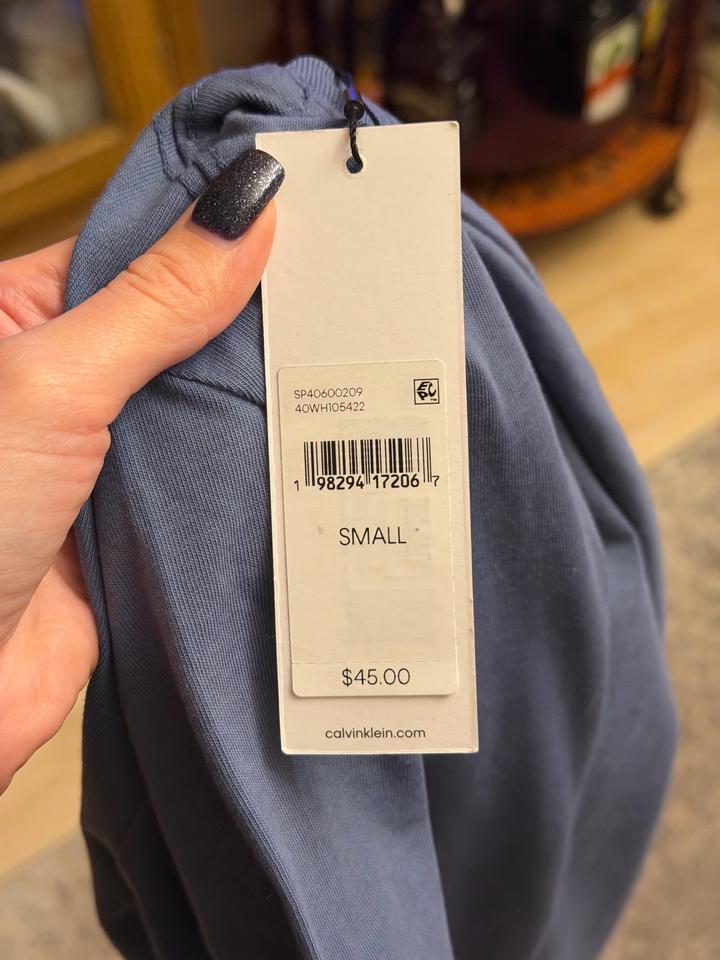 SP40600209
40WH105422
1 98294 17206 7
SMALL
$45.00
calvinklein.com